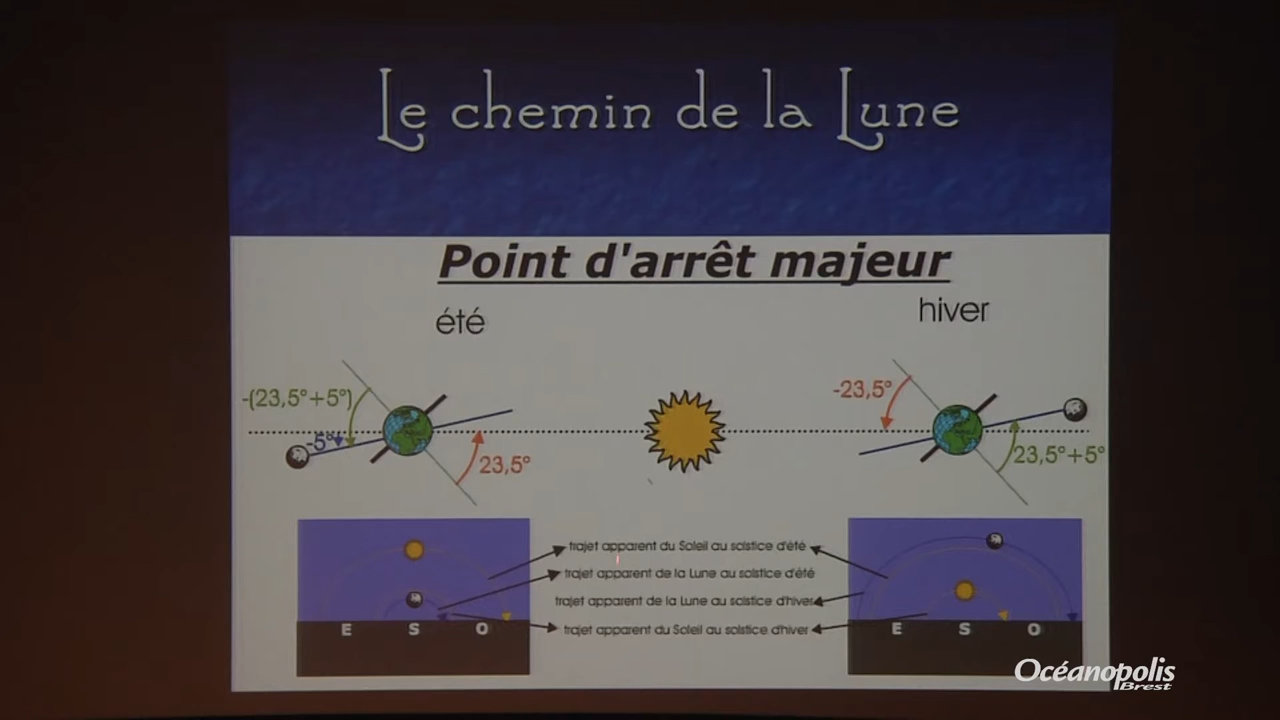 Le chemin de la Lune
Point d'arrêt majeur
été
hiver
-(23,5°+5°)
-5°
23,5°
-23,5°
23,5°+5°
trajet apparent du Soleil au solstice d'été
trajet apparent de la Lune au solstice d'été
trajet apparent de la Lune au solstice d'hiver
trajet apparent du Soleil au solstice d'hiver
E S O
E S O
Océanopolis
Brest